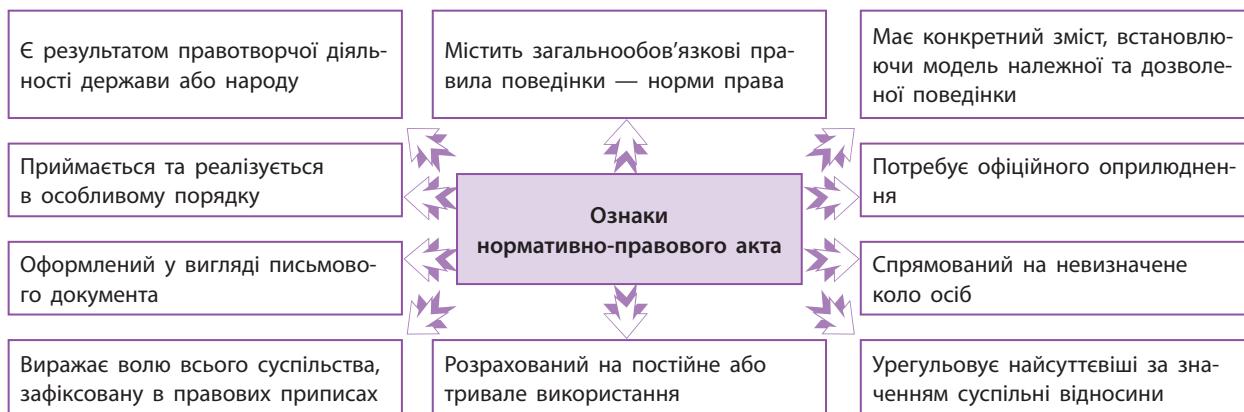 Є результатом правотворчої діяль-
ності держави або народу
Містить загальнообов’язкові пра-
вила поведінки — норми права
Має конкретний зміст, встановлю-
ючи модель належної та дозволе-
ної поведінки
Приймається та реалізується
в особливому порядку
Ознаки
нормативно-правового акта
Потребує офіційного оприлюднен-
ня
Оформлений у вигляді письмово-
го документа
Спрямований на невизначене
коло осіб
Виражає волю всього суспільства,
зафіксовану в правових приписах
Розрахований на постійне або
тривале використання
Урегульовує найсуттєвіші за зна-
ченням суспільні відносини